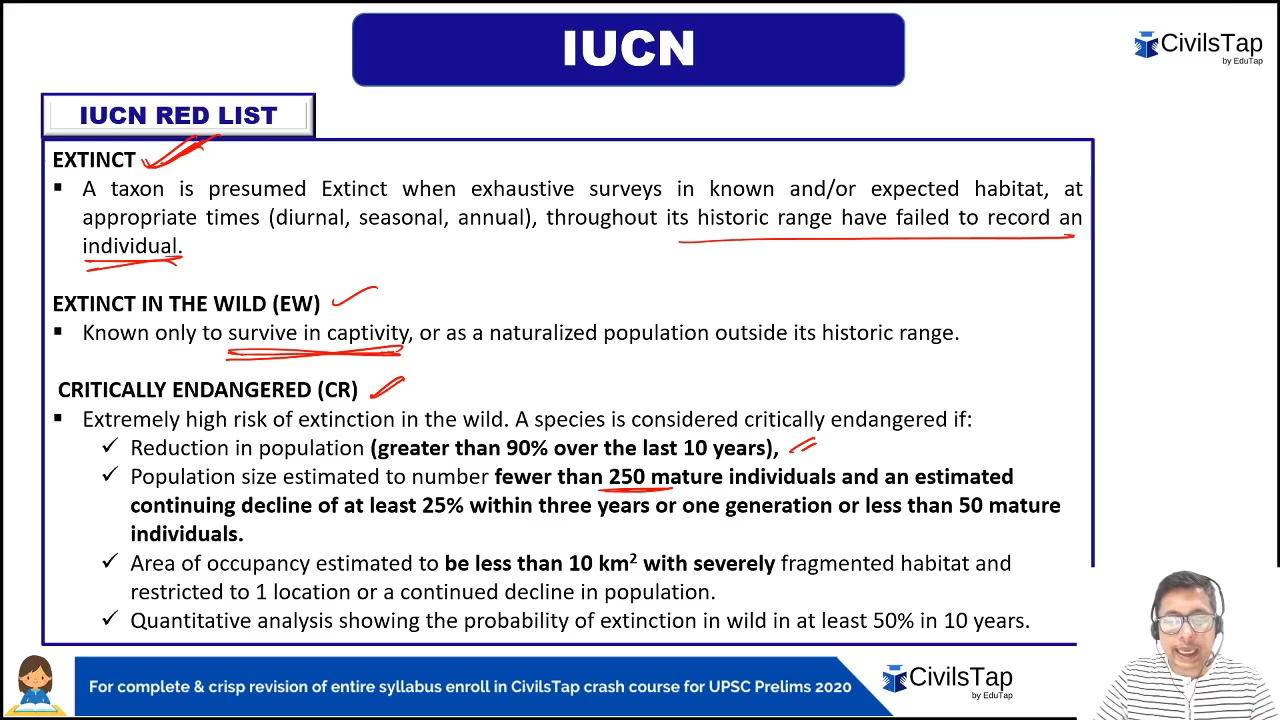 IUCN
CivilsTap
by EduTap
IUCN RED LIST
EXTINCT
▪ A taxon is presumed Extinct when exhaustive surveys in known and/or expected habitat, at
appropriate times (diurnal, seasonal, annual), throughout its historic range have failed to record an
individual.
EXTINCT IN THE WILD (EW)
▪ Known only to survive in captivity, or as a naturalized population outside its historic range.
CRITICALLY ENDANGERED (CR)
▪ Extremely high risk of extinction in the wild. A species is considered critically endangered if:
✓ Reduction in population (greater than 90% over the last 10 years),
✓ Population size estimated to number fewer than 250 mature individuals and an estimated
continuing decline of at least 25% within three years or one generation or less than 50 mature
individuals.
✓ Area of occupancy estimated to be less than 10 km² with severely fragmented habitat and
restricted to 1 location or a continued decline in population.
✓ Quantitative analysis showing the probability of extinction in wild in at least 50% in 10 years.
For complete & crisp revision of entire syllabus enroll in CivilsTap crash course for UPSC Prelims 2020
CivilsTap
by EduTap